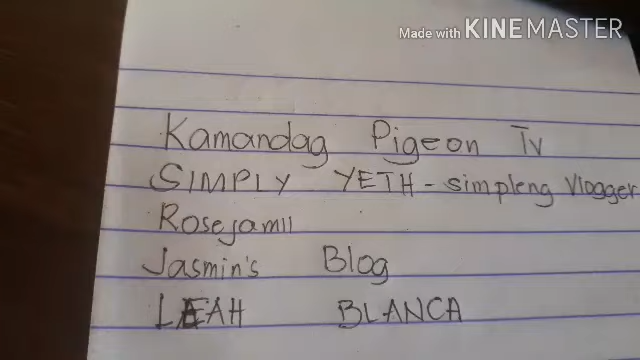 Made with KINEMASTER
Kamandag Pigeon Tv
SIMPLY YETH - simpleng Vlogger
Rosejamil
Jasmin's Blog
LEAH BLANCA